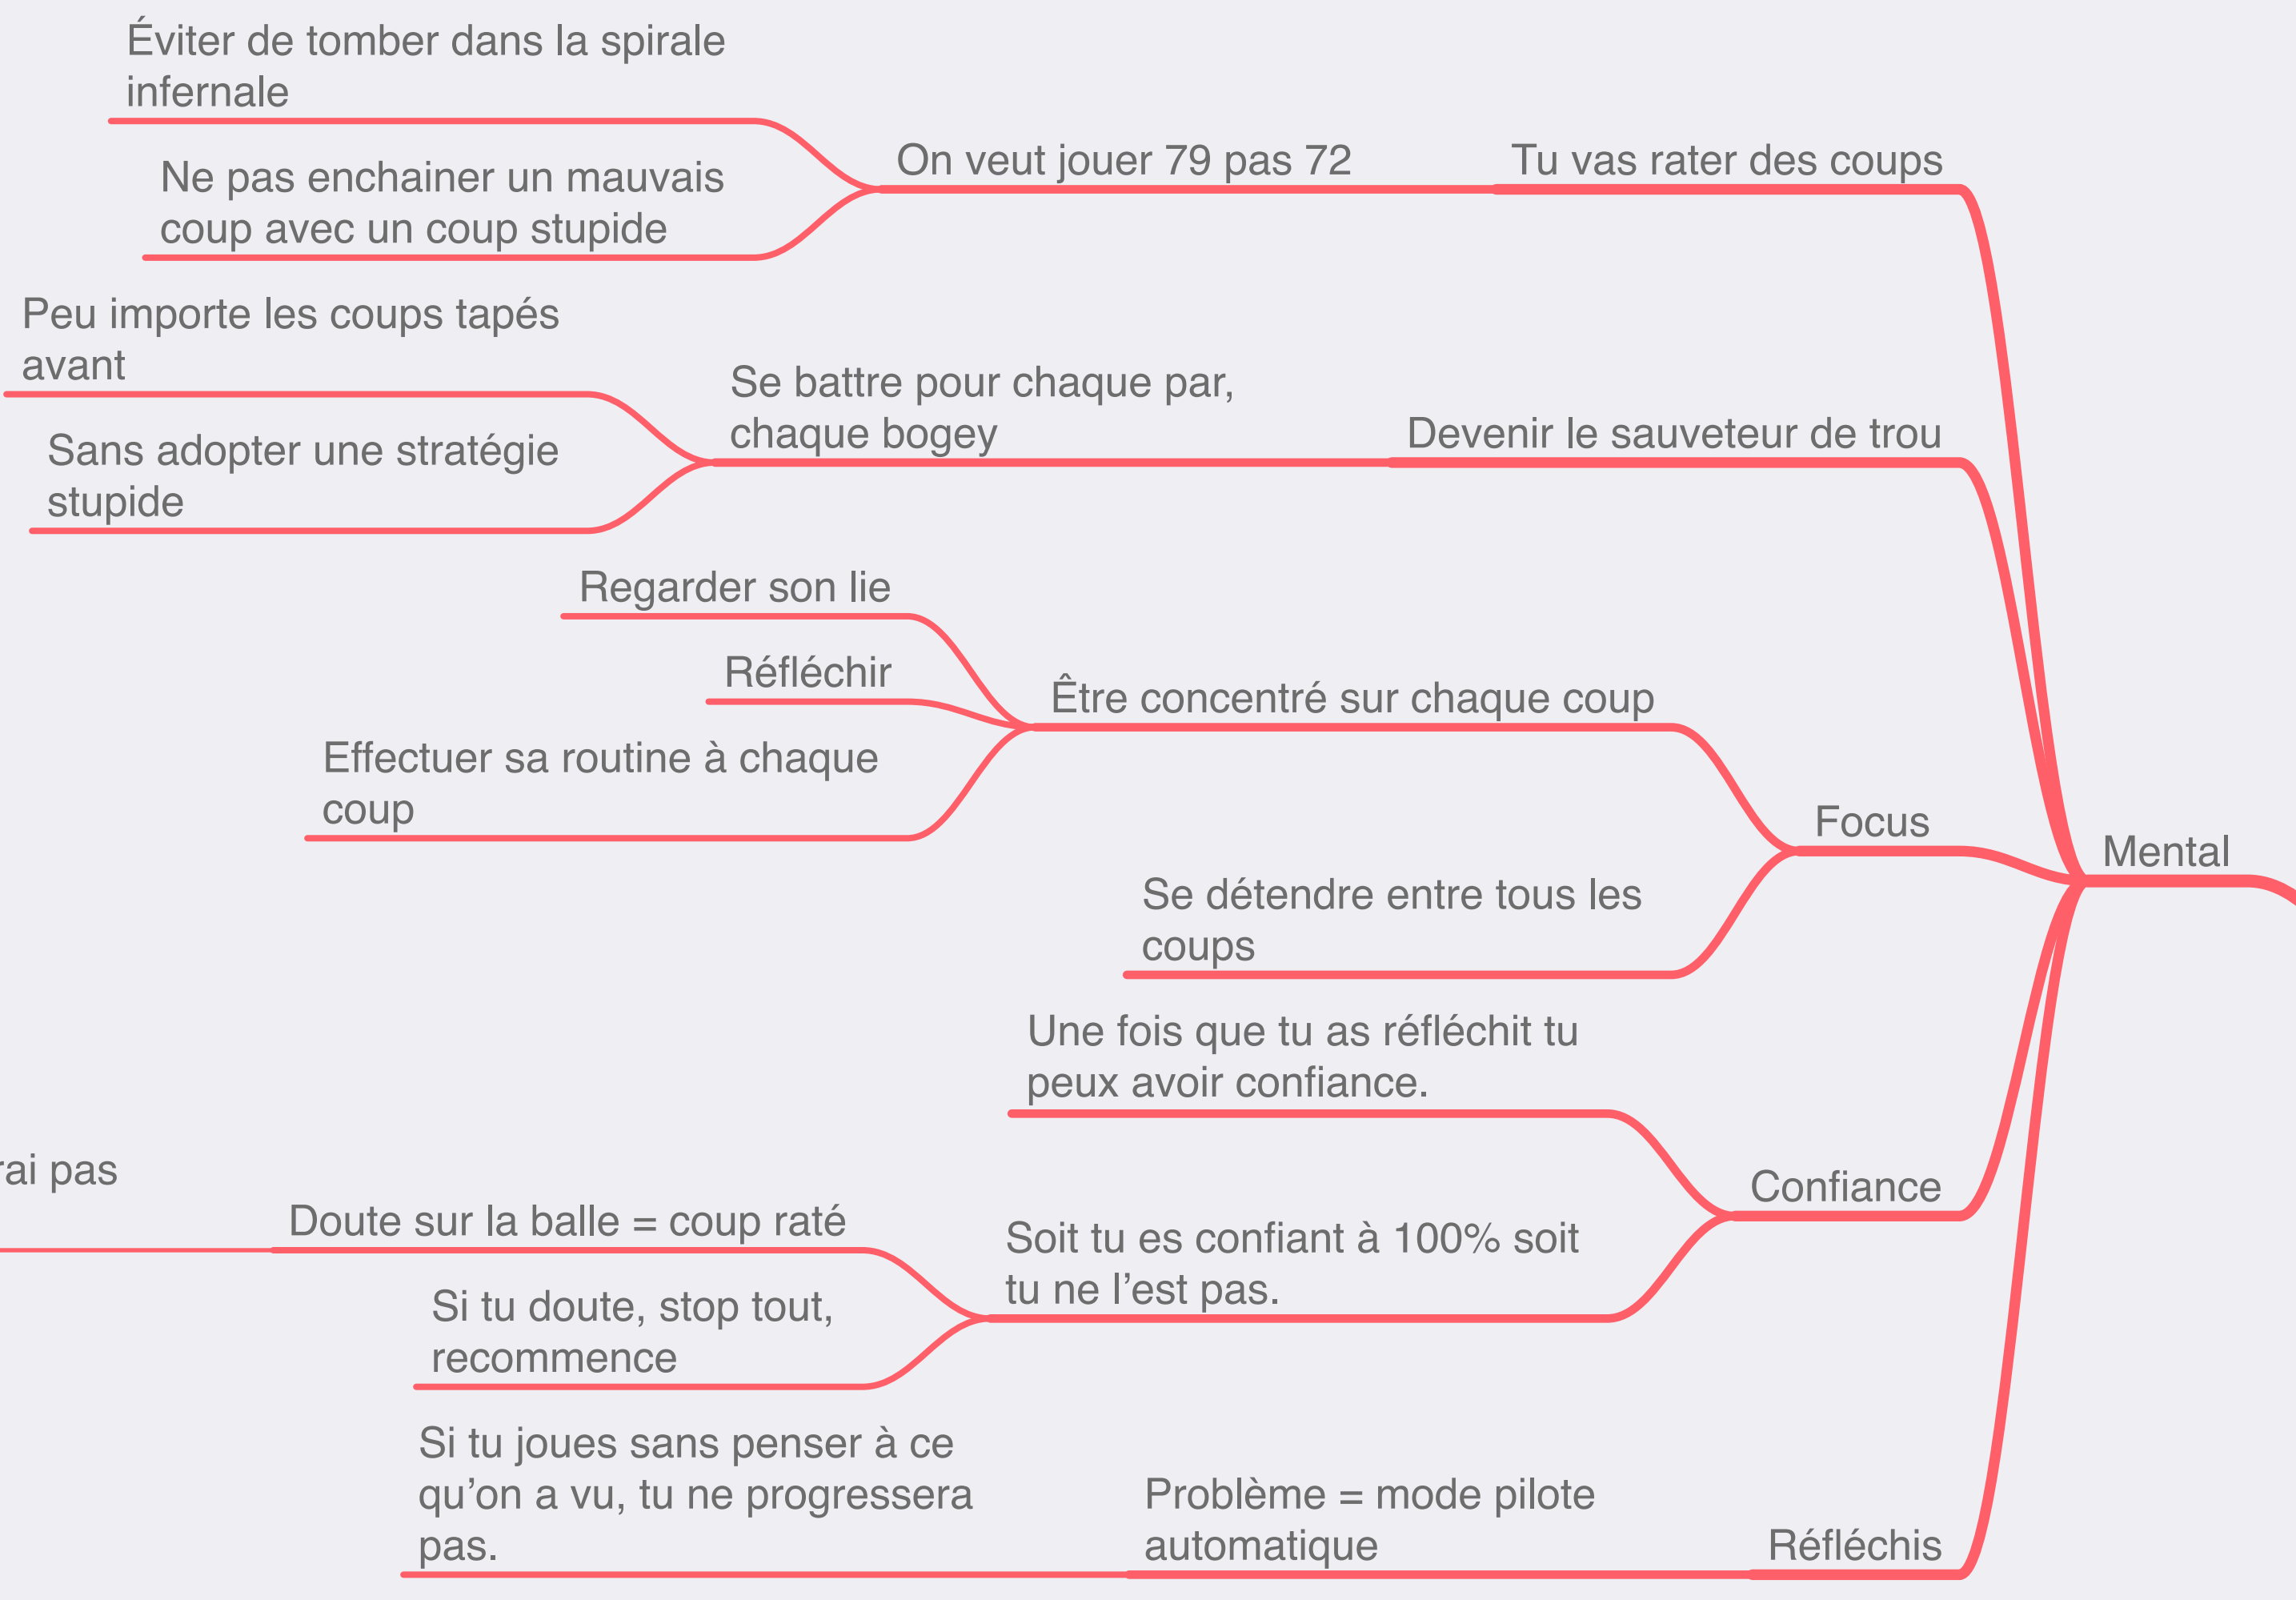 Éviter de tomber dans la spirale
infernale
Ne pas enchainer un mauvais
coup avec un coup stupide
On veut jouer 79 pas 72
Tu vas rater des coups
Peu importe les coups tapés
avant
Sans adopter une stratégie
stupide
Se battre pour chaque par,
chaque bogey
Devenir le sauveteur de trou
Regarder son lie
Réfléchir
Effectuer sa routine à chaque
coup
Être concentré sur chaque coup
Se détendre entre tous les
coups
Focus
Mental
Une fois que tu as réfléchit tu
peux avoir confiance.
pas
Doute sur la balle = coup raté
Si tu doute, stop tout,
recommence
Soit tu es confiant à 100% soit
tu ne l’est pas.
Confiance
Si tu joues sans penser à ce
qu’on a vu, tu ne progressera
pas.
Problème = mode pilote
automatique
Réfléchis